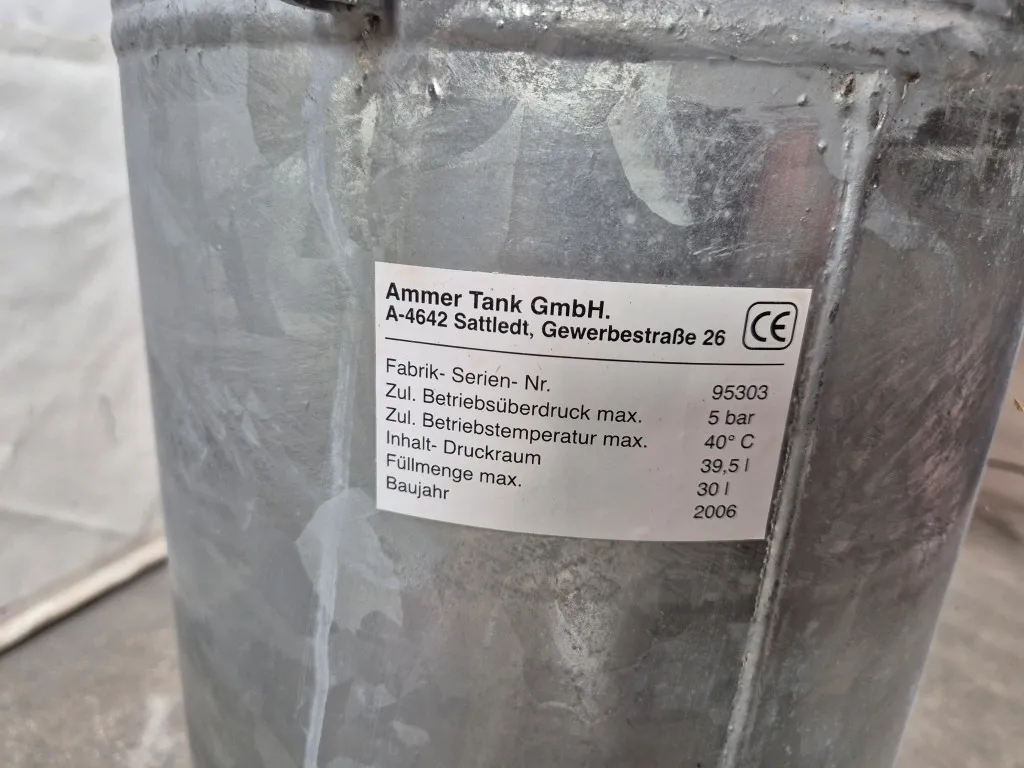 Ammer Tank GmbH.
A-4642 Sattledt, Gewerbestraße 26 CE
Fabrik- Serien- Nr. 95303
Zul. Betriebsüberdruck max. 5 bar
Zul. Betriebstemperatur max. 40° C
Inhalt- Druckraum 39,5 l
Füllmenge max. 30 l
Baujahr 2006